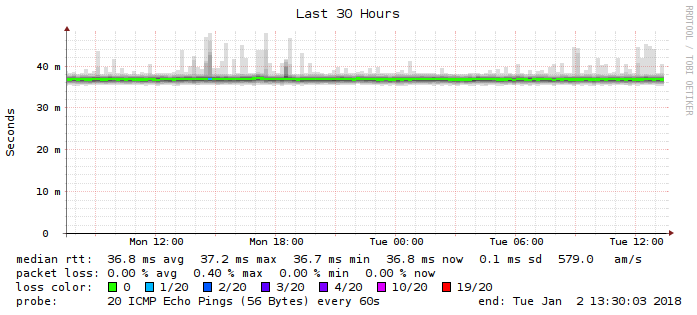 Last 30 Hours
RRDTOOL / TOBI OETIKER
Seconds
40 m
30 m
20 m
10 m
0
Mon 12:00 Mon 18:00 Tue 00:00 Tue 06:00 Tue 12:00
median rtt: 36.8 ms avg 37.2 ms max 36.7 ms min 36.8 ms now 0.1 ms sd 579.0 am/s
packet loss: 0.00 % avg 0.40 % max 0.00 % min 0.00 % now
loss color: 0 1/20 2/20 3/20 4/20 10/20 19/20
probe: 20 ICMP Echo Pings (56 Bytes) every 60s end: Tue Jan 2 13:30:03 2018